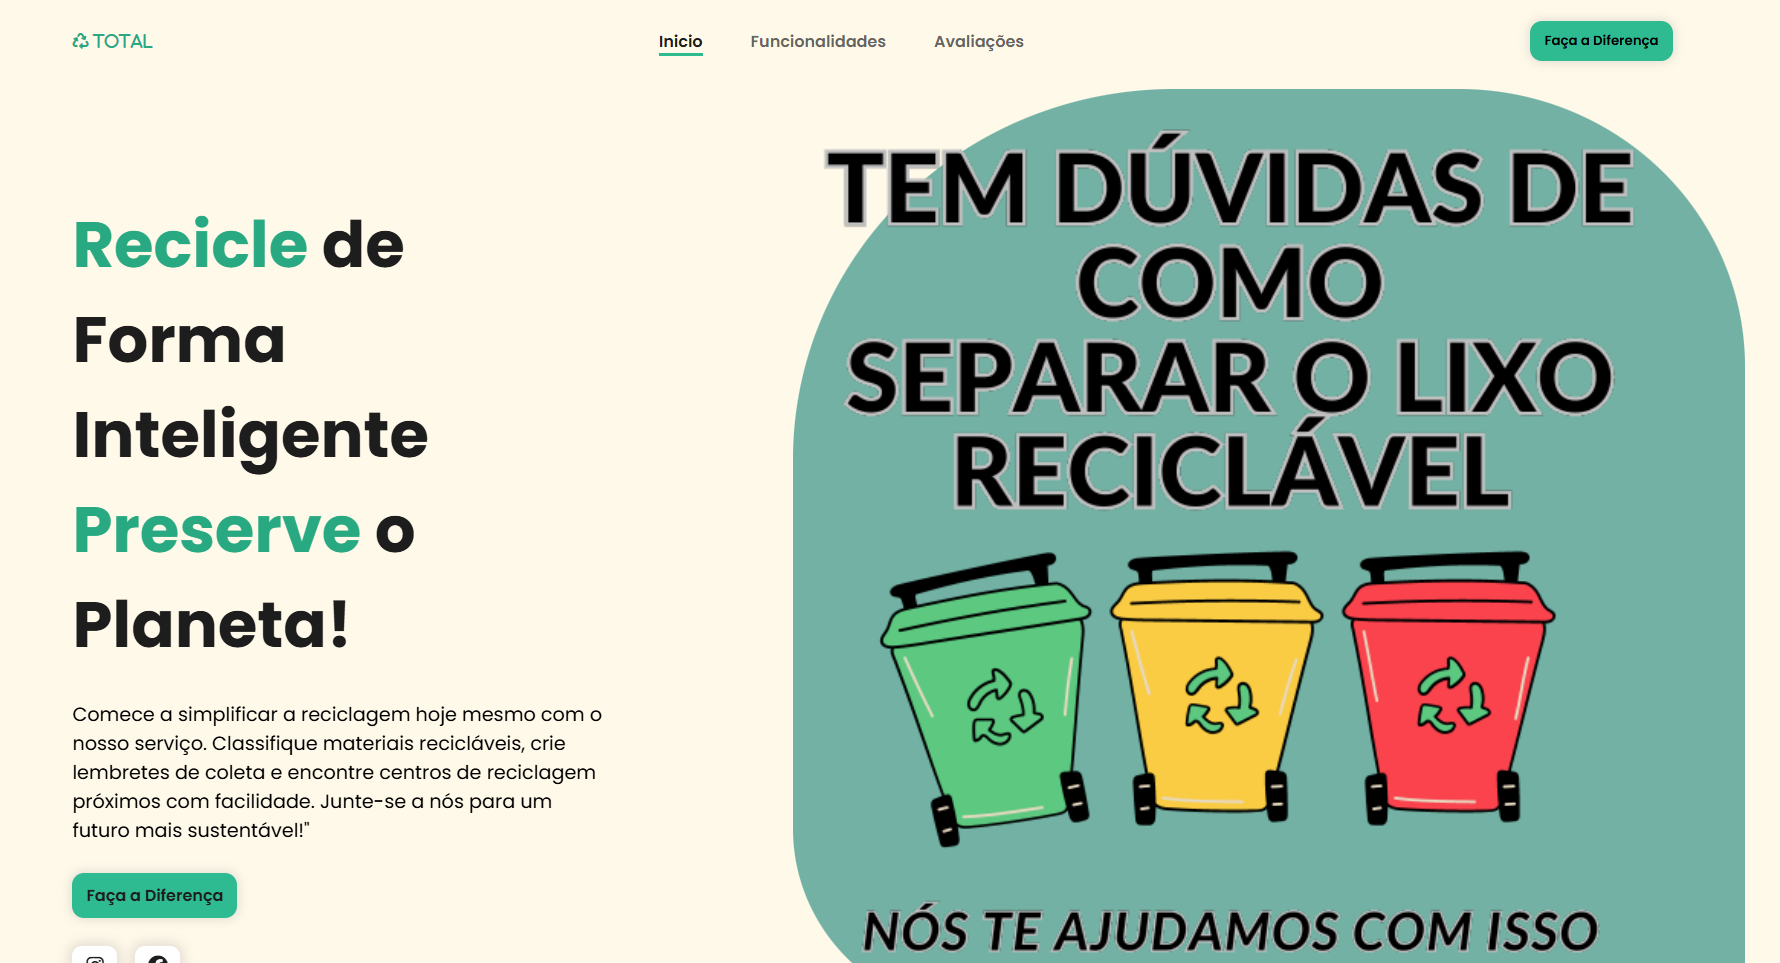 TOTAL
Inicio
Funcionalidades
Avaliações
Faça a Diferença
Recicle de
Forma
Inteligente
Preserve o
Planeta!
Comece a simplificar a reciclagem hoje mesmo com o
nosso serviço. Classifique materiais recicláveis, crie
lembretes de coleta e encontre centros de reciclagem
próximos com facilidade. Junte-se a nós para um
futuro mais sustentável!"
Faça a Diferença
TEM DÚVIDAS DE
COMO
SEPARAR O LIXO
RECICLÁVEL
NÓS TE AJUDAMOS COM ISSO